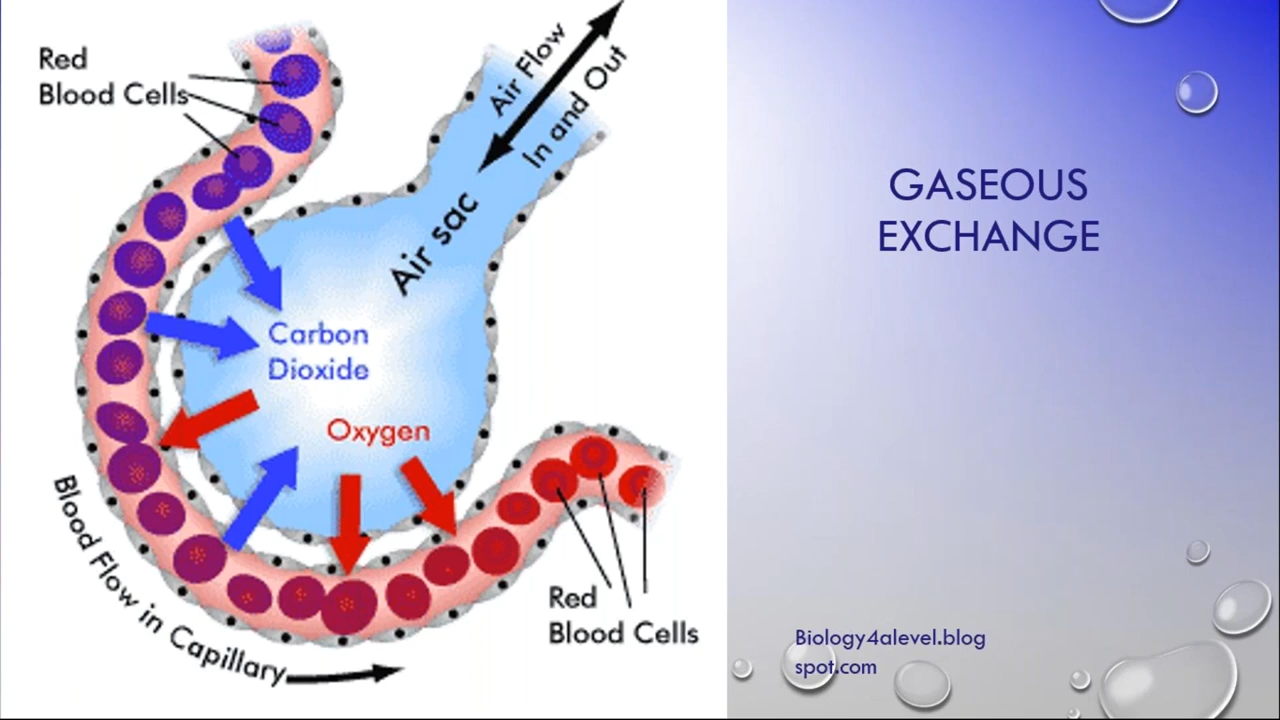 Red
Blood Cells
Air Flow
In and Out
Air sac
Carbon
Dioxide
Oxygen
Blood Flow in Capillary
Red
Blood Cells
GASEOUS
EXCHANGE
Biology4alevel.blog
spot.com